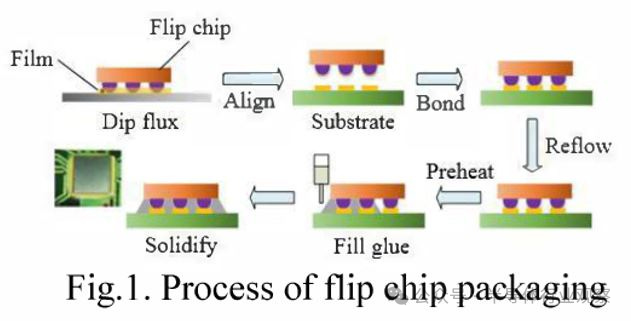 Flip chip
Film
Dip flux
Align
Substrate
Bond
Reflow
Preheat
Fill glue
Solidify
Fig.1. Process of flip chip packaging